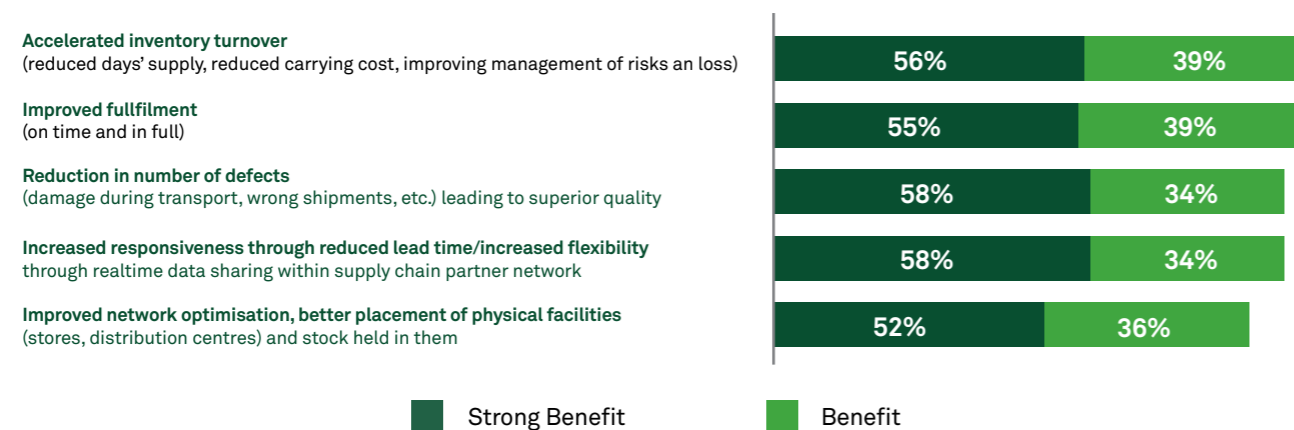 Accelerated inventory turnover
(reduced days’ supply, reduced carrying cost, improving management of risks an loss)
56%
39%
Improved fullfilment
(on time and in full)
55%
39%
Reduction in number of defects
(damage during transport, wrong shipments, etc.) leading to superior quality
58%
34%
Increased responsiveness through reduced lead time/increased flexibility
through realtime data sharing within supply chain partner network
58%
34%
Improved network optimisation, better placement of physical facilities
(stores, distribution centres) and stock held in them
52%
36%
Strong Benefit
Benefit